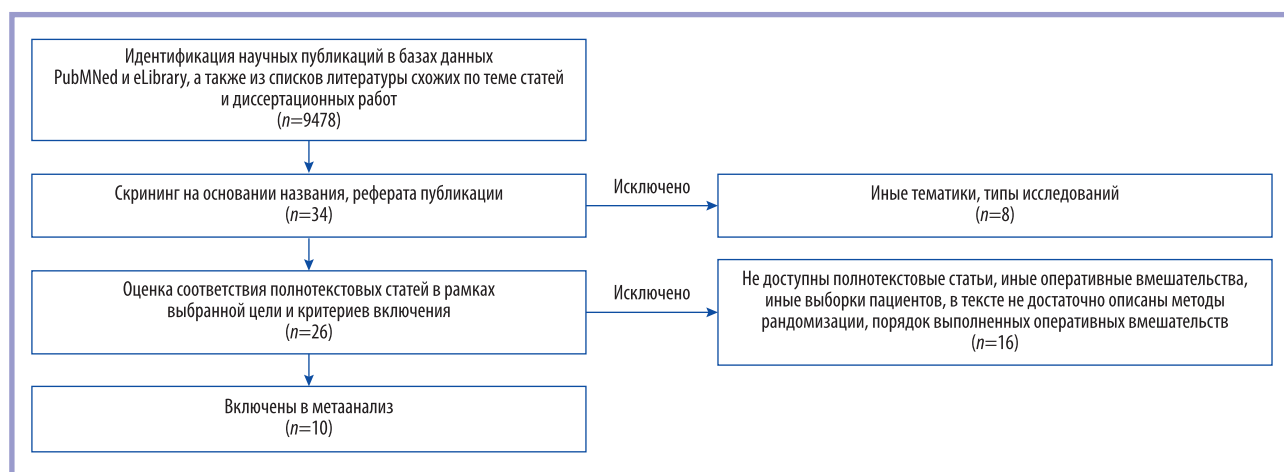 Идентификация научных публикаций в базах данных
PubMNed и eLibrary, а также из списков литературы схожих по теме статей
и диссертационных работ
(n=9478)
Скрининг на основании названия, реферата публикации
(n=34)
Исключено
Иные тематики, типы исследований
(n=8)
Оценка соответствия полнотекстовых статей в рамках
выбранной цели и критериев включения
(n=26)
Исключено
Не доступны полнотекстовые статьи, иные оперативные вмешательства,
иные выборки пациентов, в тексте не достаточно описаны методы
рандомизации, порядок выполненных оперативных вмешательств
(n=16)
Включены в метаанализ
(n=10)